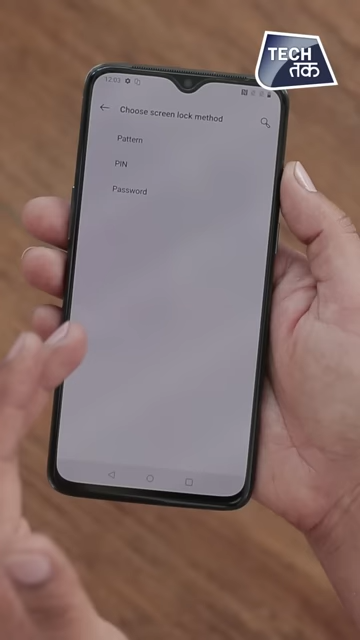 TECH
तक
12:03
Choose screen lock method
Pattern
PIN
Password